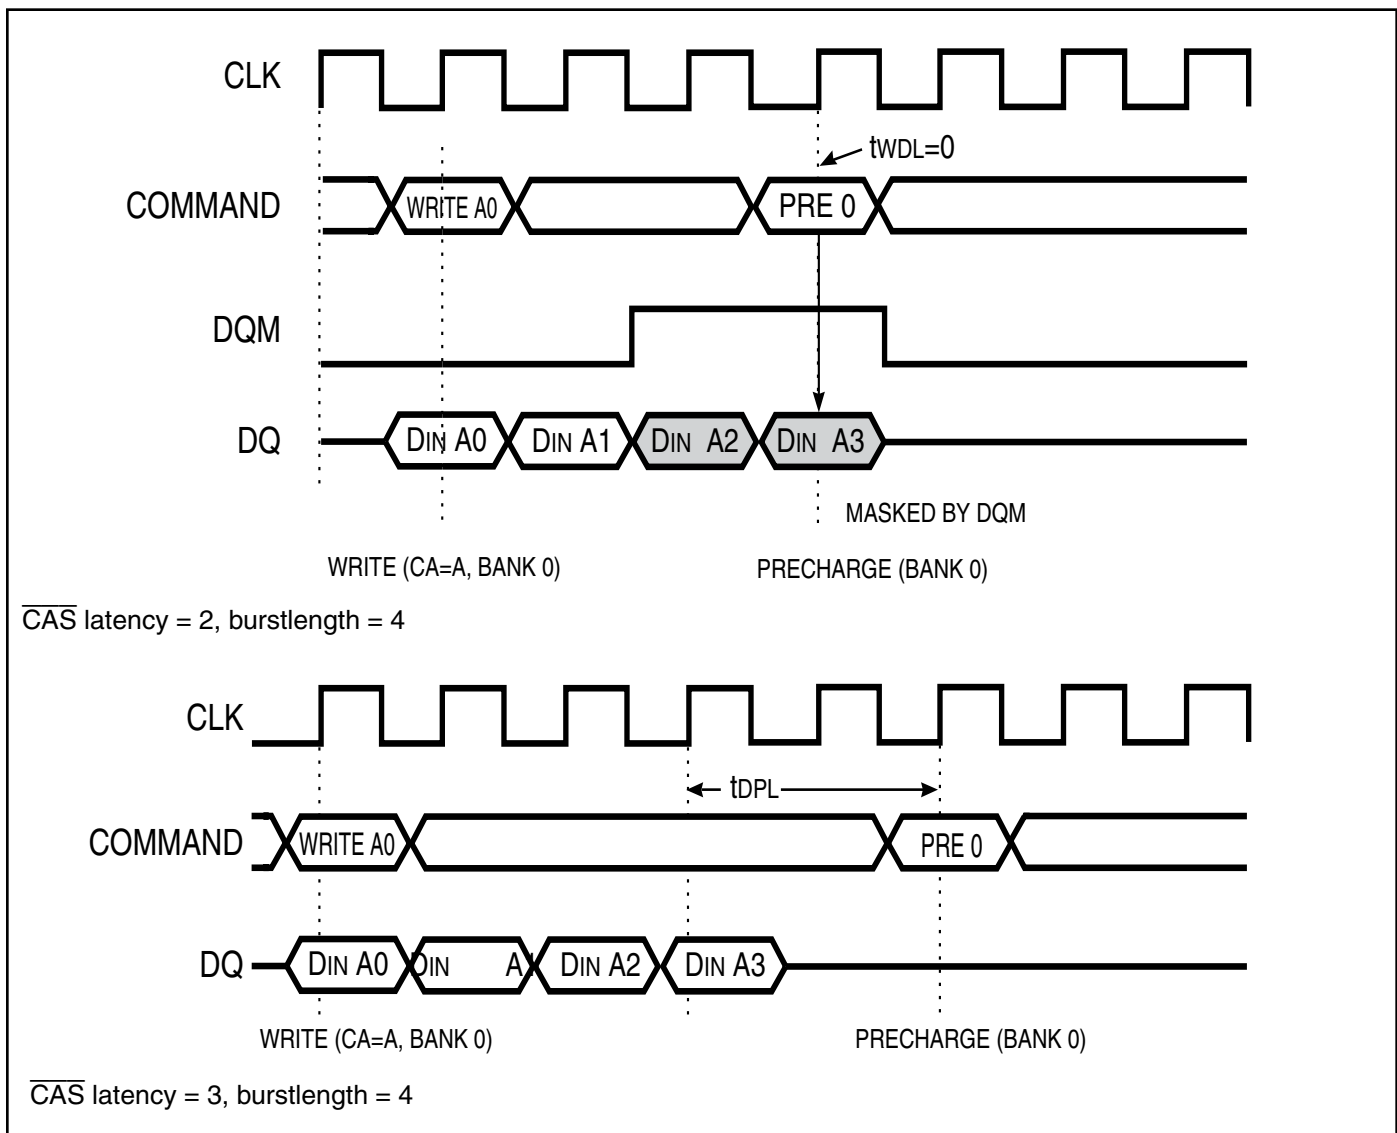 CLK
tWDL=0
COMMAND WRITE A0 PRE 0
DQM
DQ DIN A0 DIN A1 DIN A2 DIN A3
MASKED BY DQM
WRITE (CA=A, BANK 0) PRECHARGE (BANK 0)
CAS latency = 2, burstlength = 4
CLK
tDPL
COMMAND WRITE A0 PRE 0
DQ DIN A0 DIN A DIN A2 DIN A3
WRITE (CA=A, BANK 0) PRECHARGE (BANK 0)
CAS latency = 3, burstlength = 4